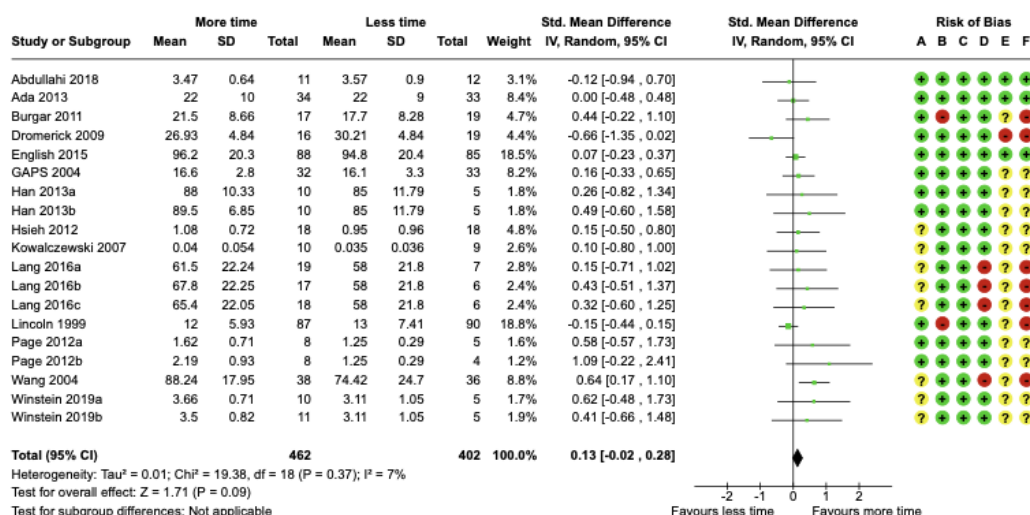 More time Less time Std. Mean Difference Std. Mean Difference Risk of Bias
Study or Subgroup Mean SD Total Mean SD Total Weight IV, Random, 95% CI IV, Random, 95% CI A B C D E F
Abdullahi 2018 3.47 0.64 11 3.57 0.9 12 3.1% -0.12 [-0.94 , 0.70] + + + + + +
Ada 2013 22 10 34 22 9 33 8.4% 0.00 [-0.48 , 0.48] + + + + + +
Burgar 2011 21.5 8.66 17 17.7 8.28 19 4.7% 0.44 [-0.22 , 1.10] + - + + ? -
Dromerick 2009 26.93 4.84 16 30.21 4.84 19 4.4% -0.66 [-1.35 , 0.02] + + + + - -
English 2015 96.2 20.3 88 94.8 20.4 85 18.5% 0.07 [-0.23 , 0.37] + + + + + +
GAPS 2004 16.6 2.8 32 16.1 3.3 33 8.2% 0.16 [-0.33 , 0.65] + + + + ? ?
Han 2013a 88 10.33 10 85 11.79 5 1.8% 0.26 [-0.82 , 1.34] + + + + ? ?
Han 2013b 89.5 6.85 10 85 11.79 5 1.8% 0.49 [-0.60 , 1.58] + + + + ? ?
Hsieh 2012 1.08 0.72 18 0.95 0.96 18 4.8% 0.15 [-0.50 , 0.80] ? + + + ? ?
Kowalczewski 2007 0.04 0.054 10 0.035 0.036 9 2.6% 0.10 [-0.80 , 1.00] ? + + + ? ?
Lang 2016a 61.5 22.24 19 58 21.8 7 2.8% 0.15 [-0.71 , 1.02] ? + + - ? -
Lang 2016b 67.8 22.25 17 58 21.8 6 2.4% 0.43 [-0.51 , 1.37] ? + + - ? -
Lang 2016c 65.4 22.05 18 58 21.8 6 2.4% 0.32 [-0.60 , 1.25] ? + + - ? -
Lincoln 1999 12 5.93 87 13 7.41 90 18.8% -0.15 [-0.44 , 0.15] + - + + ? -
Page 2012a 1.62 0.71 8 1.25 0.29 5 1.6% 0.58 [-0.57 , 1.73] + + + + ? ?
Page 2012b 2.19 0.93 8 1.25 0.29 4 1.2% 1.09 [-0.22 , 2.41] + + + + ? ?
Wang 2004 88.24 17.95 38 74.42 24.7 36 8.8% 0.64 [0.17 , 1.10] ? + + - ? -
Winstein 2019a 3.66 0.71 10 3.11 1.05 5 1.7% 0.62 [-0.48 , 1.73] ? + + + ? ?
Winstein 2019b 3.5 0.82 11 3.11 1.05 5 1.9% 0.41 [-0.66 , 1.48] ? + + + ? ?
Total (95% CI) 462 402 100.0% 0.13 [-0.02 , 0.28]
Heterogeneity: Tau² = 0.01; Chi² = 19.38, df = 18 (P = 0.37); I² = 7%
Test for overall effect: Z = 1.71 (P = 0.09)
-2 -1 0 1 2
Test for subgroup differences: Not applicable Favours less time Favours more time